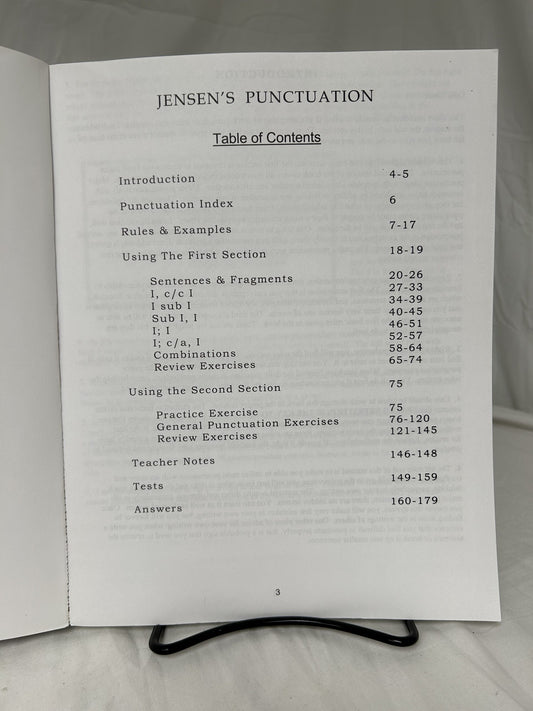 JENSEN'S PUNCTUATION
Table of Contents
Introduction 4-5
Punctuation Index 6
Rules & Examples 7-17
Using The First Section 18-19
Sentences & Fragments 20-26
I, c/c I 27-33
I sub I 34-39
Sub I, I 40-45
I; I 46-51
I; c/a, I 52-57
Combinations 58-64
Review Exercises 65-74
Using the Second Section 75
Practice Exercise 75
General Punctuation Exercises 76-120
Review Exercises 121-145
Teacher Notes 146-148
Tests 149-159
Answers 160-179
3